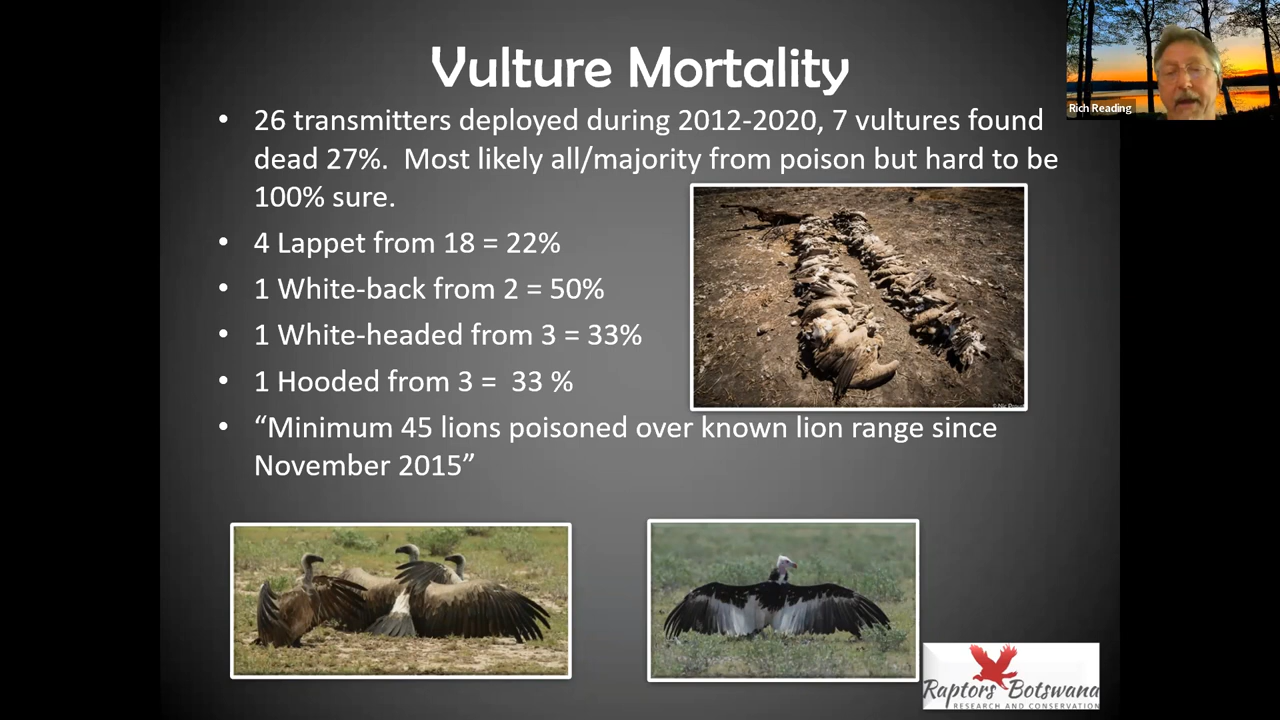 Vulture Mortality
• 26 transmitters deployed during 2012-2020, 7 vultures found
dead 27%. Most likely all/majority from poison but hard to be
100% sure.
• 4 Lappet from 18 = 22%
• 1 White-back from 2 = 50%
• 1 White-headed from 3 = 33%
• 1 Hooded from 3 = 33 %
• “Minimum 45 lions poisoned over known lion range since
November 2015”
Rich Reading
Raptors Botswana
RESEARCH AND CONSERVATION